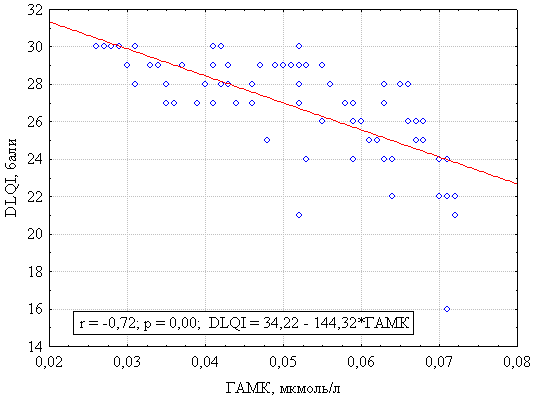 32
30
28
26
24
22
20
18
16
14
DLQI, бали
r = -0,72; p = 0,00; DLQI = 34,22 - 144,32*ГАМК
0,02 0,03 0,04 0,05 0,06 0,07 0,08
ГАМК, мкмоль/л